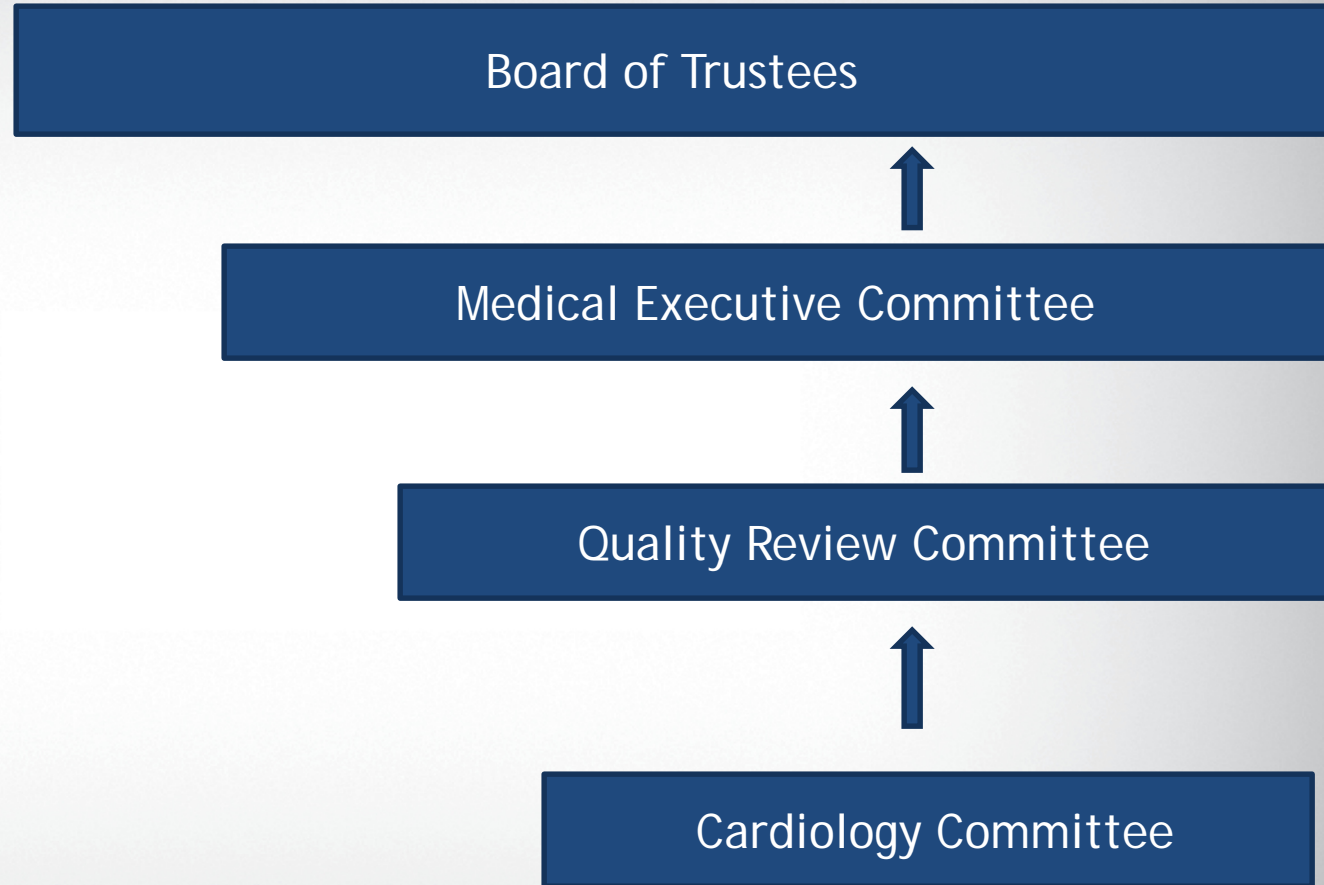 Board of Trustees
Medical Executive Committee
Quality Review Committee
Cardiology Committee